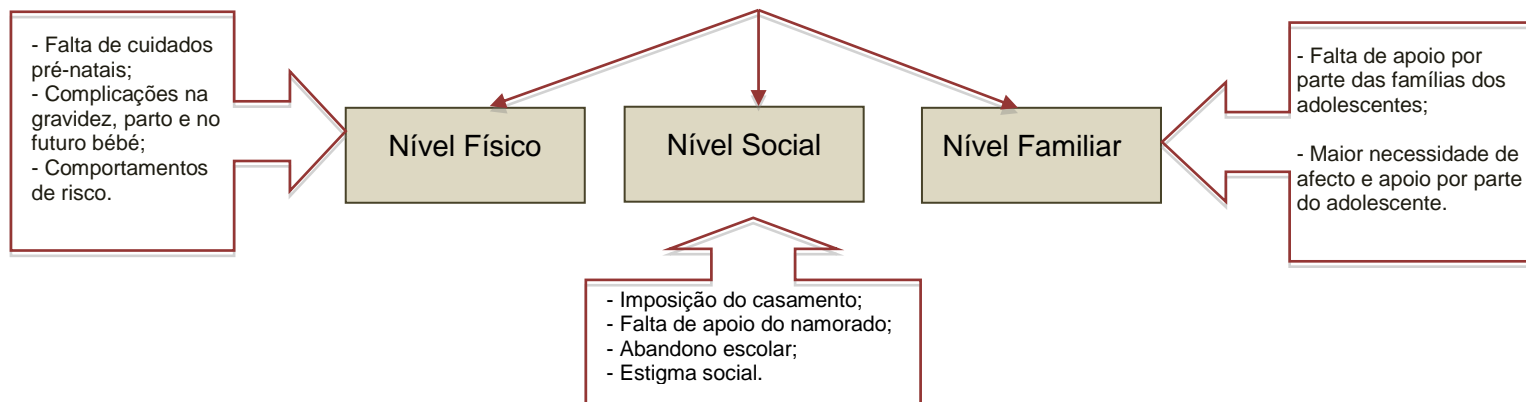 - Falta de cuidados
pré-natais;
- Complicações na
gravidez, parto e no
futuro bébé;
- Comportamentos
de risco.
Nível Físico
Nível Social
Nível Familiar
- Falta de apoio por
parte das famílias dos
adolescentes;
- Maior necessidade de
afecto e apoio por parte
do adolescente.
- Imposição do casamento;
- Falta de apoio do namorado;
- Abandono escolar;
- Estigma social.